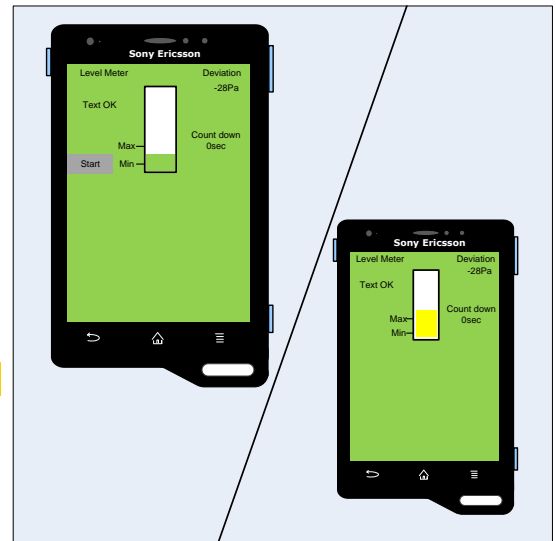 Sony Ericsson
Level Meter
Deviation
-28Pa
Text OK
Count down
0sec
Max
Start
Min
Sony Ericsson
Level Meter
Deviation
-28Pa
Text OK
Count down
0sec
Max
Min